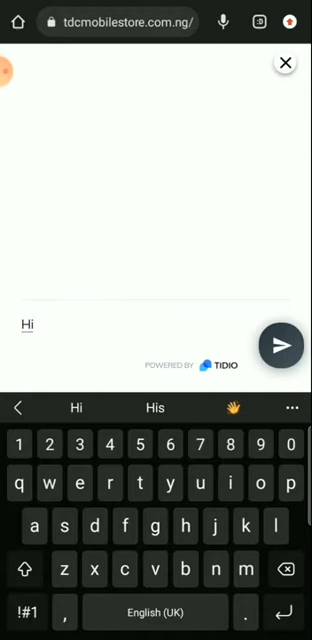 tdcmobilestore.com.ng/
:D
Hi
POWERED BY TIDIO
Hi His 👋 ...
1 2 3 4 5 6 7 8 9 0
q w e r t y u i o p
a s d f g h j k l
z x c v b n m
!#1 , English (UK) .